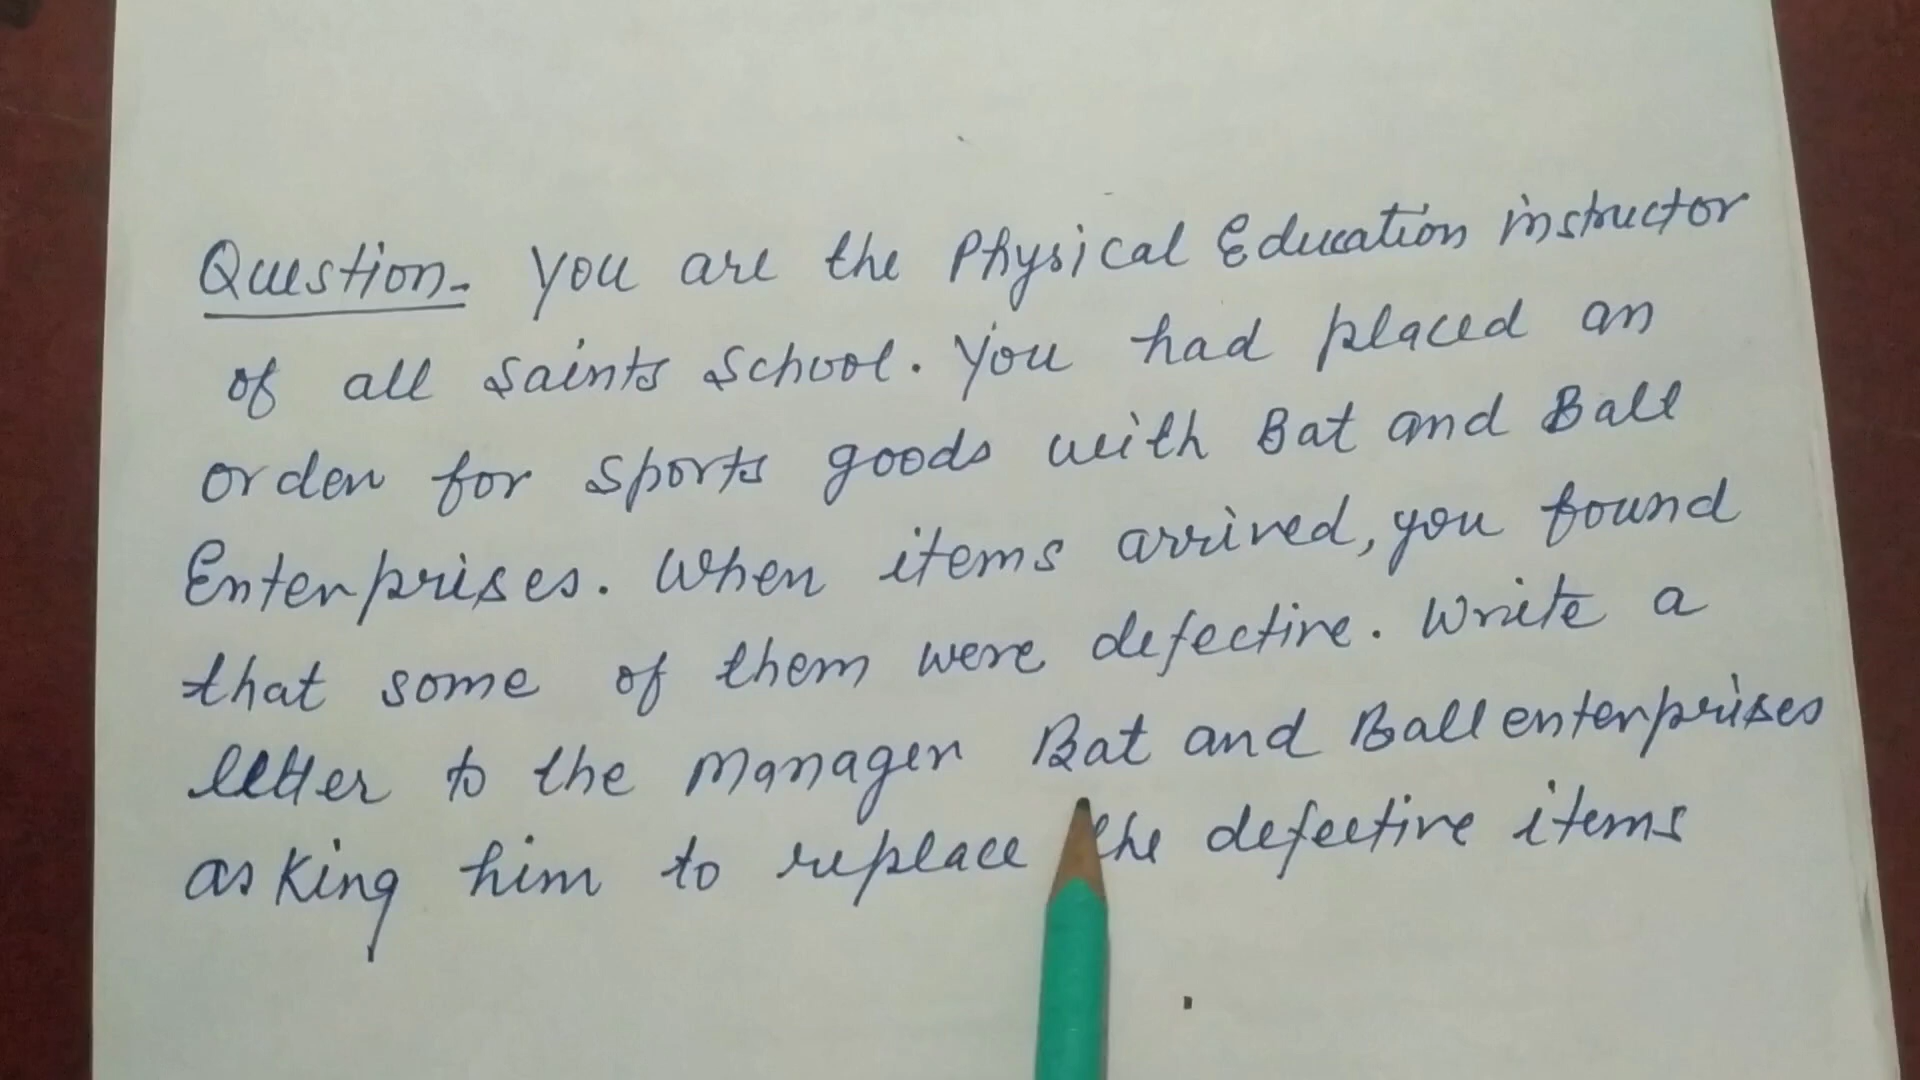 Question- You are the Physical Education instructor
of all Saints School. You had placed an
order for sports goods with Bat and Ball
Enterprises. When items arrived, you found
that some of them were defective. Write a
letter to the Manager Bat and Ball enterprises
asking him to replace the defective items